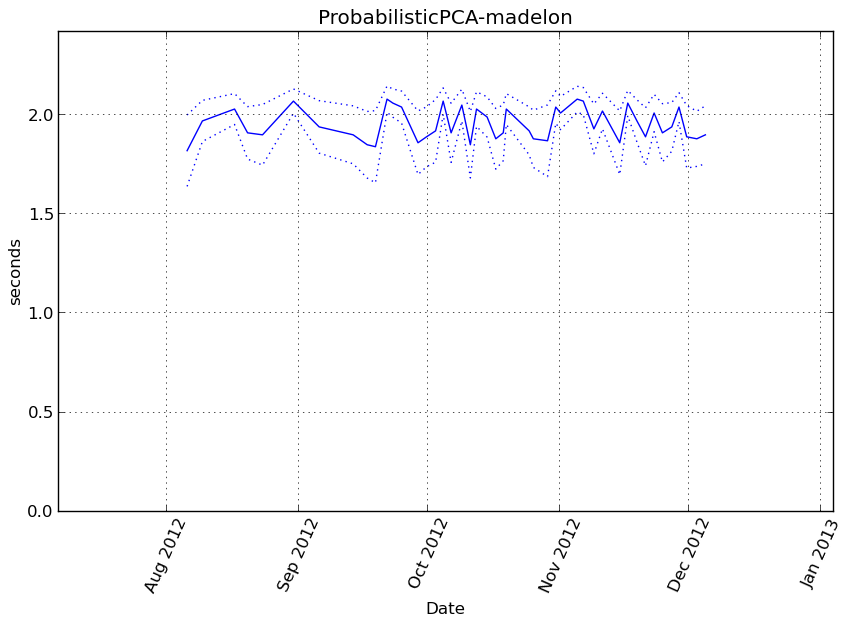 ProbabilisticPCA-madelon
2.0
1.5
1.0
0.5
0.0
seconds
Aug 2012
Sep 2012
Oct 2012
Nov 2012
Dec 2012
Jan 2013
Date